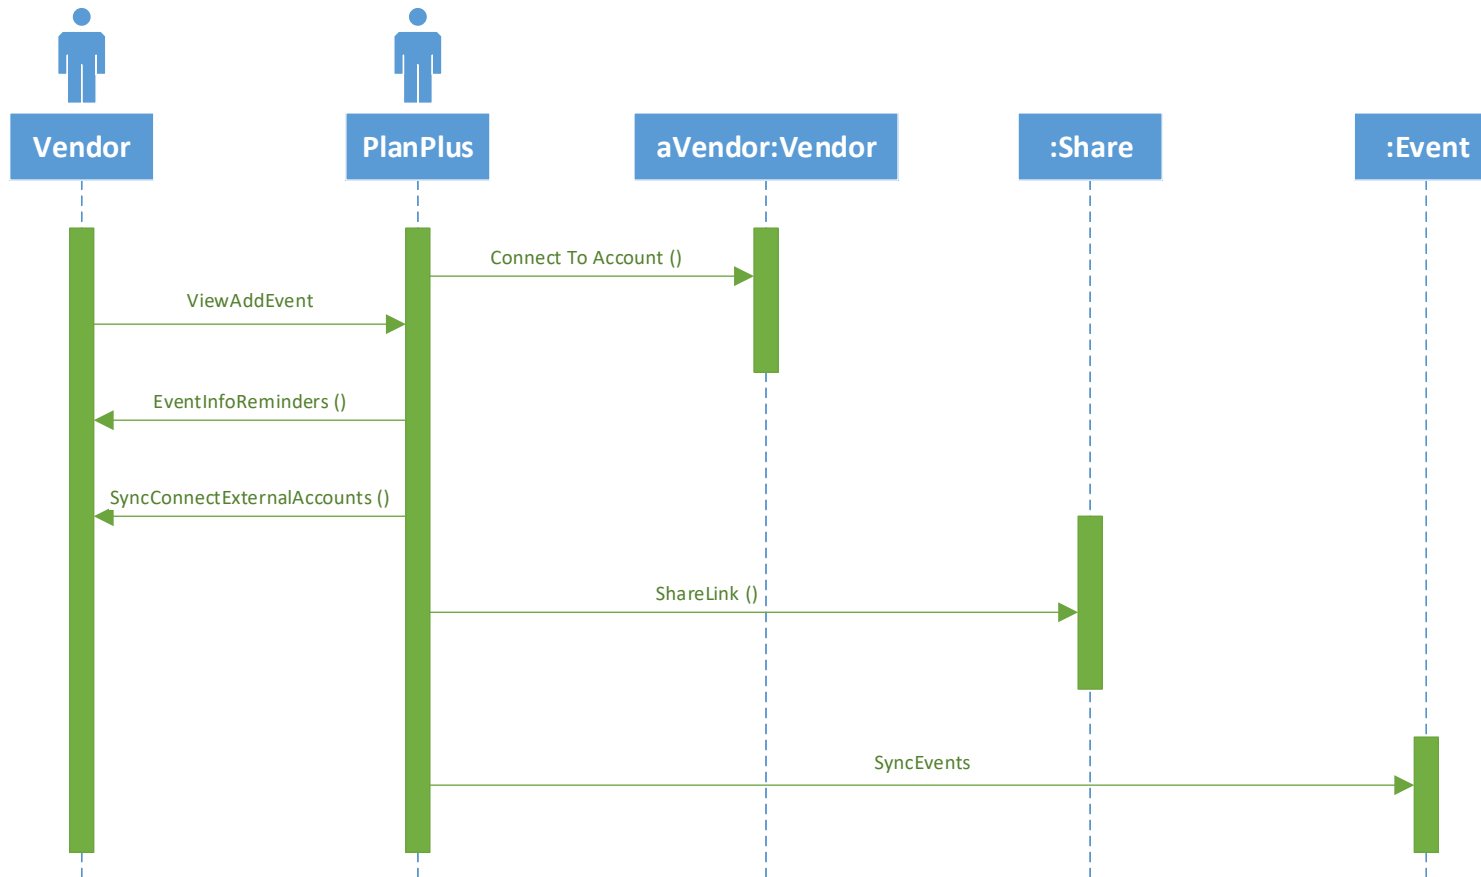 Vendor
PlanPlus
aVendor:Vendor
:Share
:Event
Connect To Account ()
ViewAddEvent
EventInfoReminders ()
SyncConnectExternalAccounts ()
ShareLink ()
SyncEvents